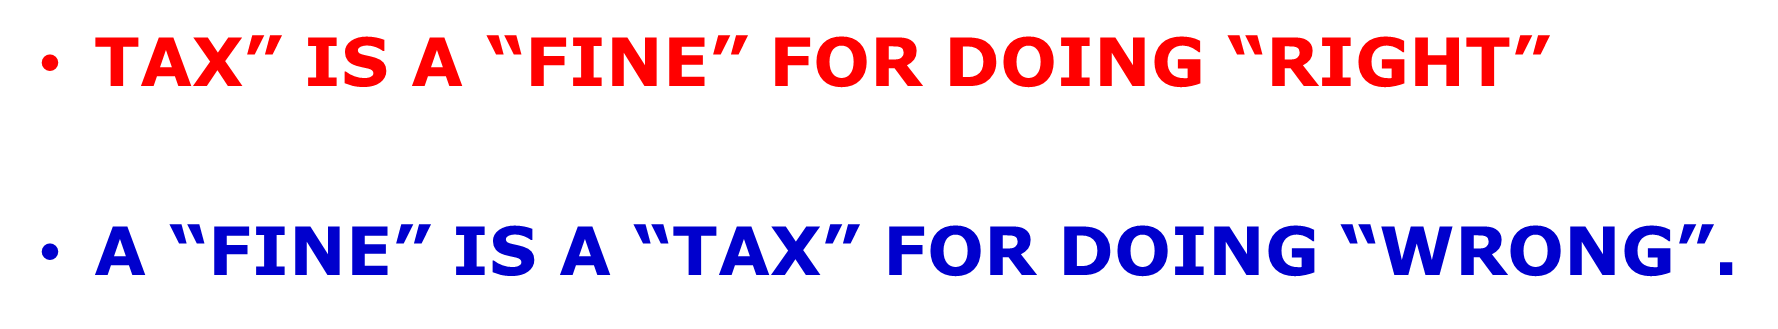 • TAX” IS A “FINE” FOR DOING “RIGHT”
• A “FINE” IS A “TAX” FOR DOING “WRONG”.